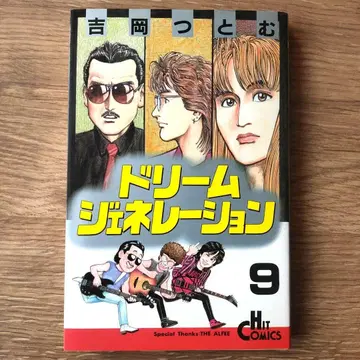 吉岡つとむ
ドリーム
ジェネレーション
9
Special Thanks・THE ALFEE
HIT
COMICS